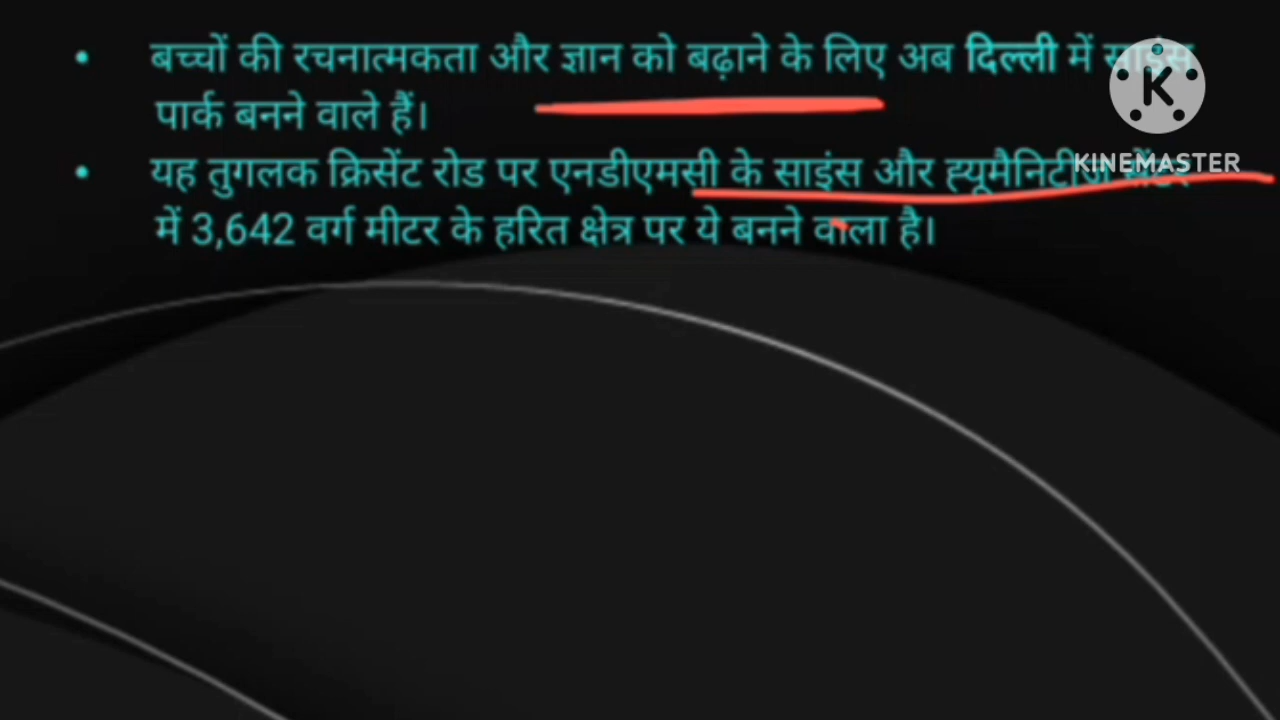 • बच्चों की रचनात्मकता और ज्ञान को बढ़ाने के लिए अब दिल्ली में साइंस
पार्क बनने वाले हैं।
• यह तुगलक क्रिसेंट रोड पर एनडीएमसी के साइंस और ह्यूमैनिटी
में 3,642 वर्ग मीटर के हरित क्षेत्र पर ये बनने वाला है।
K
KINEMASTER